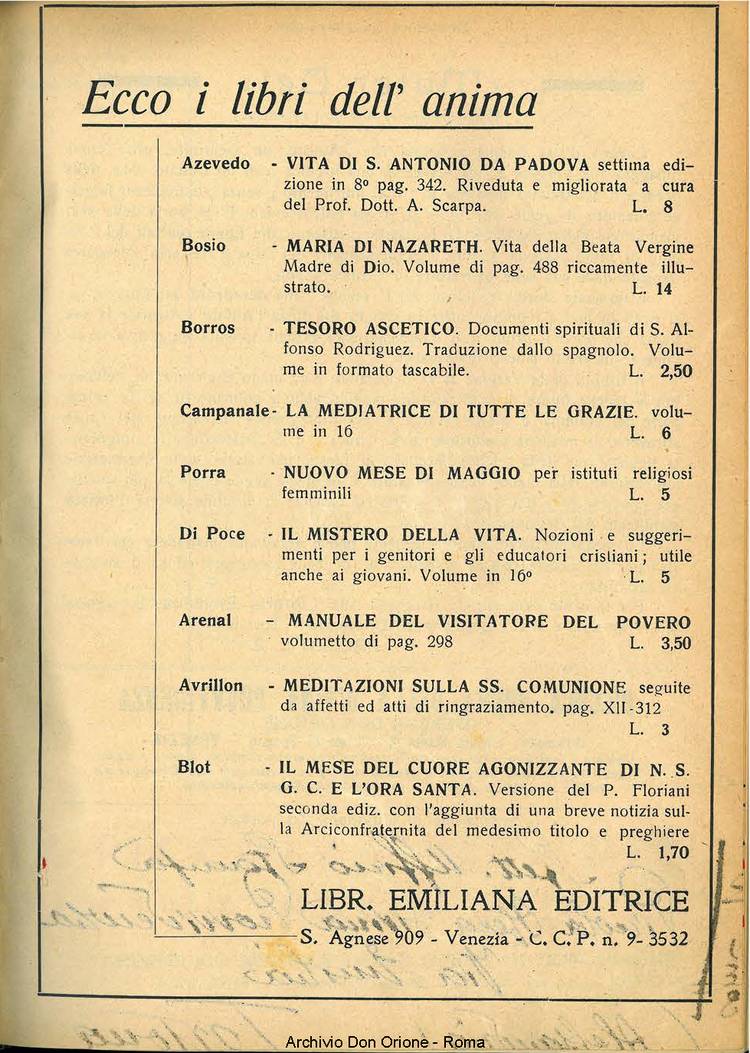 Ecco i libri dell' anima
Azevedo - VITA DI S. ANTONIO DA PADOVA settima edi-
zione in 8º pag. 342. Riveduta e migliorata a cura
del Prof. Dott. A. Scarpa. L. 8
Bosio - MARIA DI NAZARETH. Vita della Beata Vergine
Madre di Dio. Volume di pag. 488 riccamente illu-
strato. L. 14
Borros - TESORO ASCETICO. Documenti spirituali di S. Al-
fonso Rodriguez. Traduzione dallo spagnolo. Volu-
me in formato tascabile. L. 2,50
Campanale - LA MEDIATRICE DI TUTTE LE GRAZIE. volu-
me in 16 L. 6
Porra - NUOVO MESE DI MAGGIO per istituti religiosi
femminili L. 5
Di Poce - IL MISTERO DELLA VITA. Nozioni e suggeri-
menti per i genitori e gli educatori cristiani; utile
anche ai giovani. Volume in 16º L. 5
Arenal - MANUALE DEL VISITATORE DEL POVERO
volumetto di pag. 298 L. 3,50
Avrillon - MEDITAZIONI SULLA SS. COMUNIONE seguite
da affetti ed atti di ringraziamento. pag. XII-312
L. 3
Blot - IL MESE DEL CUORE AGONIZZANTE DI N. S.
G. C. E L'ORA SANTA. Versione del P. Floriani
seconda ediz. con l'aggiunta di una breve notizia sul-
la Arciconfraternita del medesimo titolo e preghiere
L. 1,70
LIBR. EMILIANA EDITRICE
S. Agnese 909 - Venezia - C. C. P. n. 9-3532
Archivio Don Orione - Roma